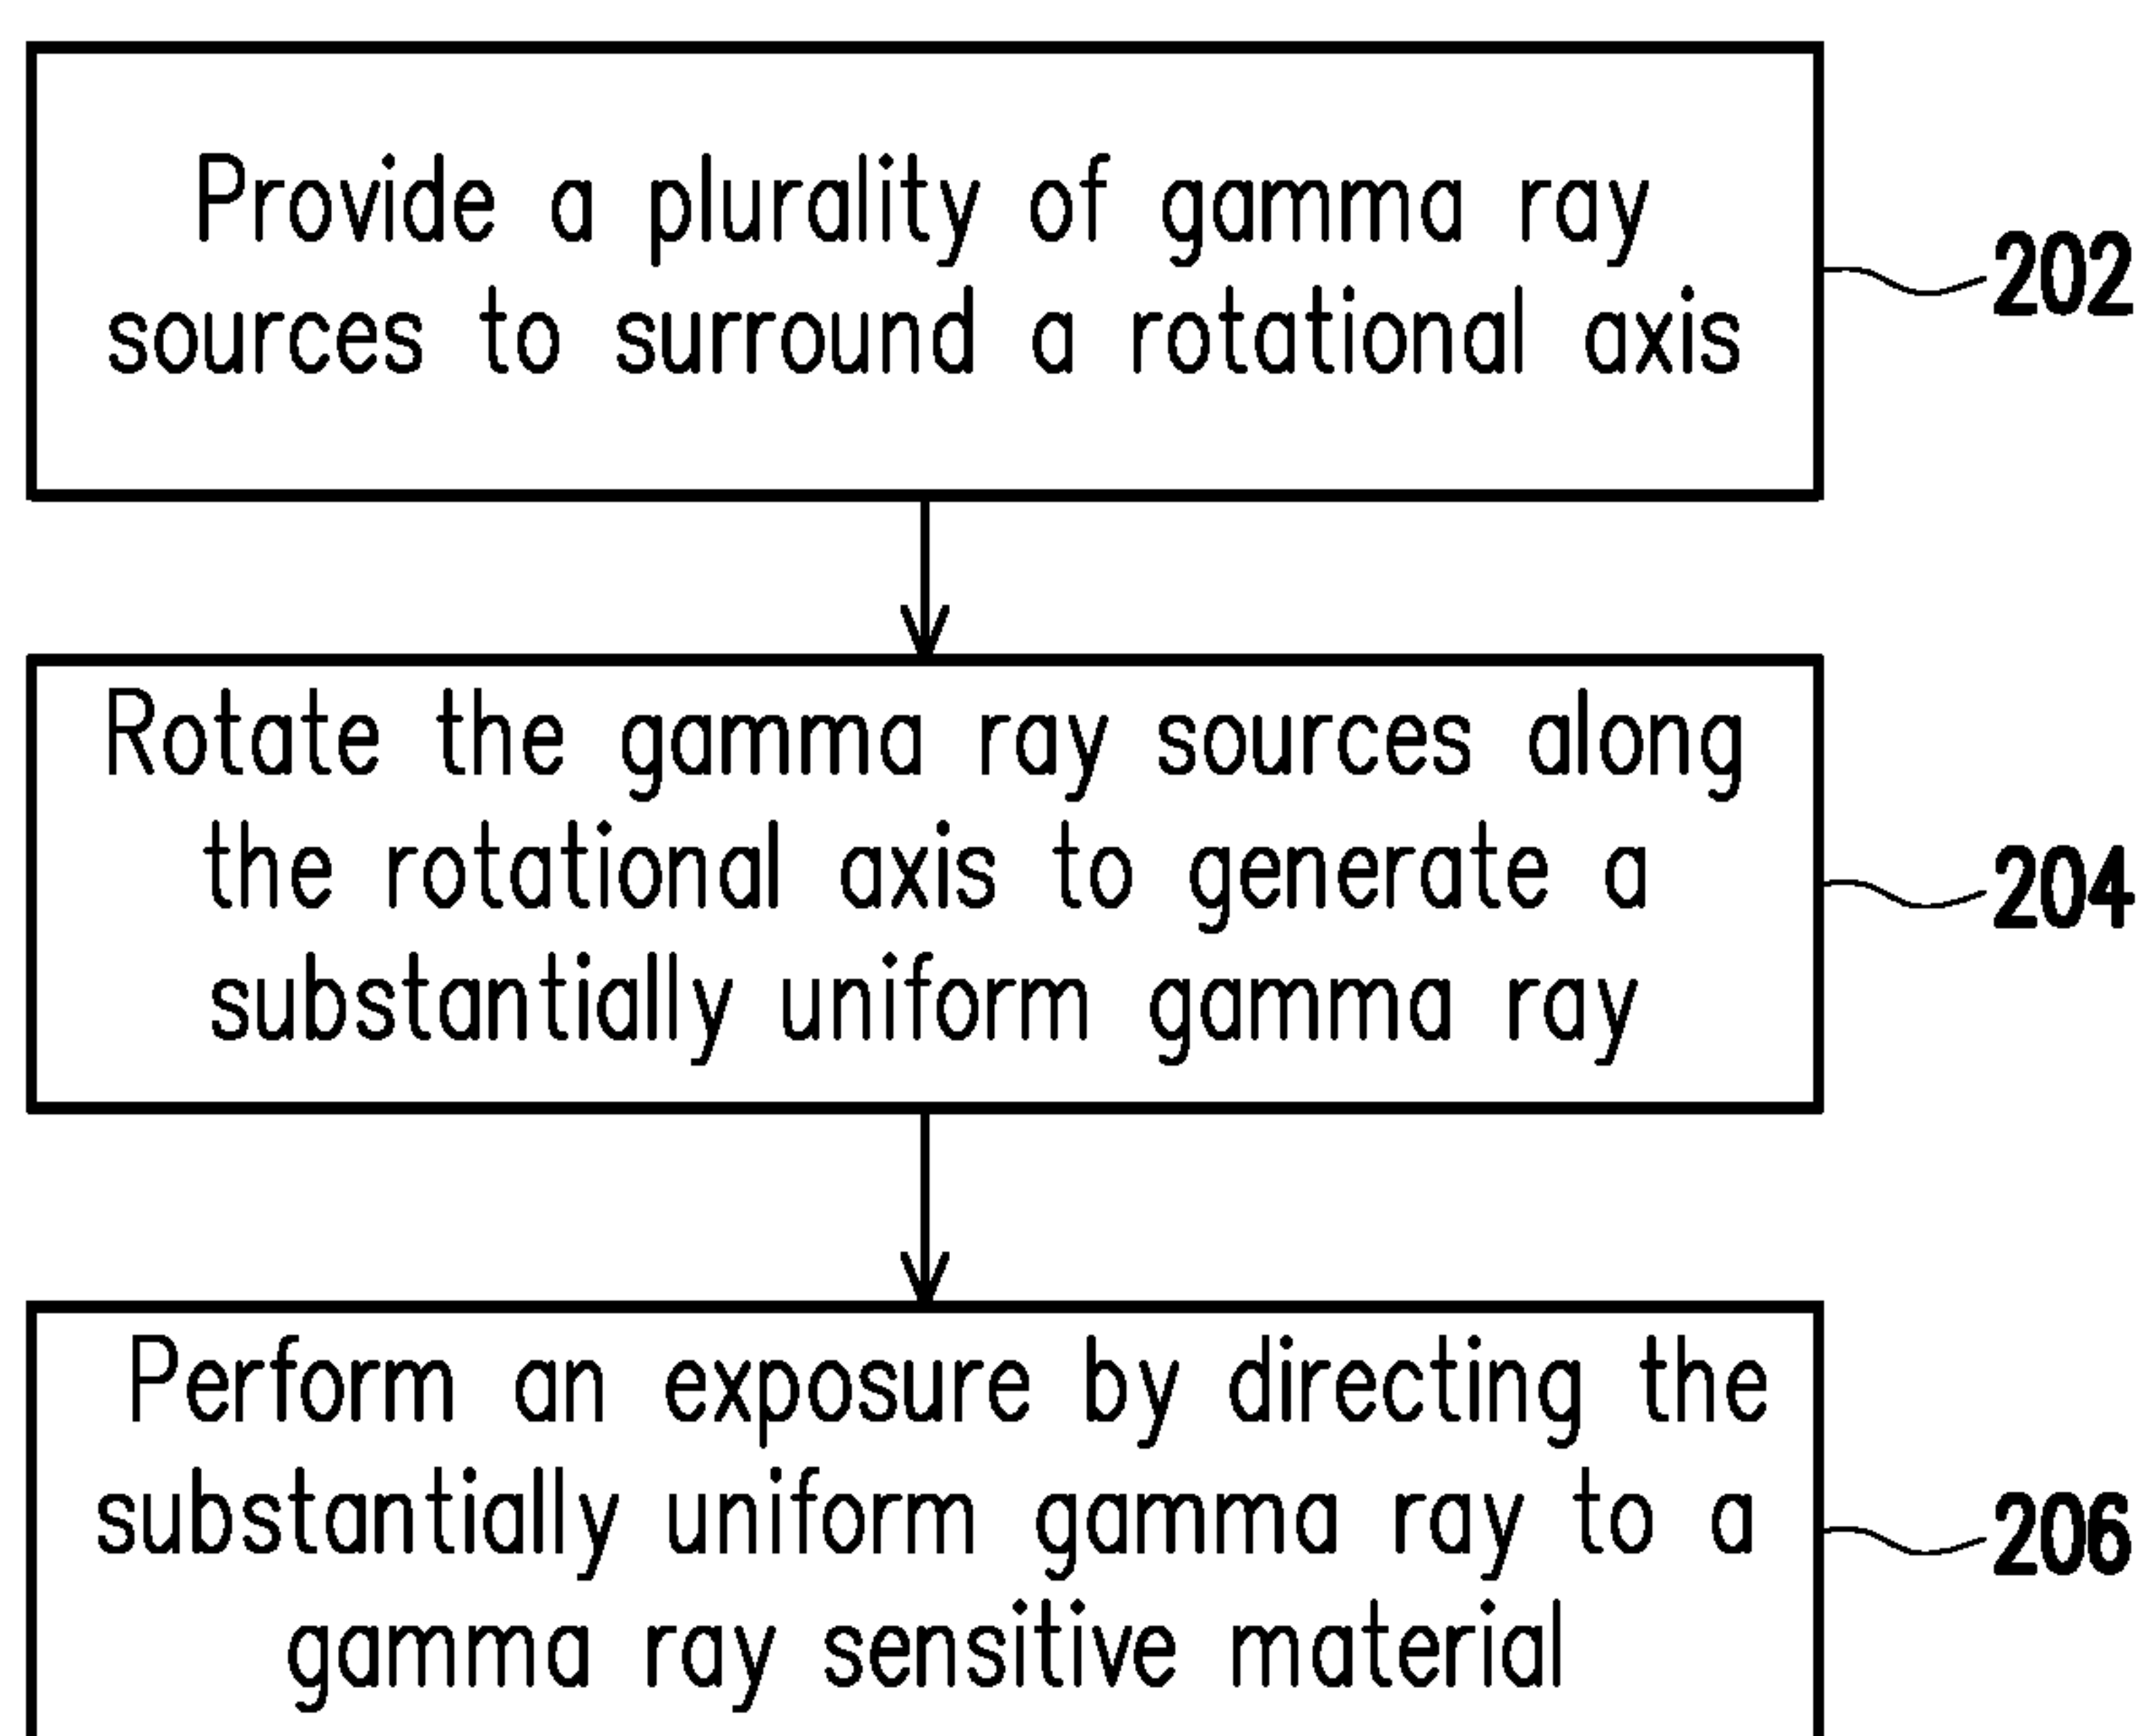 Provide a plurality of gamma ray
sources to surround a rotational axis
202
Rotate the gamma ray sources along
the rotational axis to generate a
substantially uniform gamma ray
204
Perform an exposure by directing the
substantially uniform gamma ray to a
gamma ray sensitive material
206